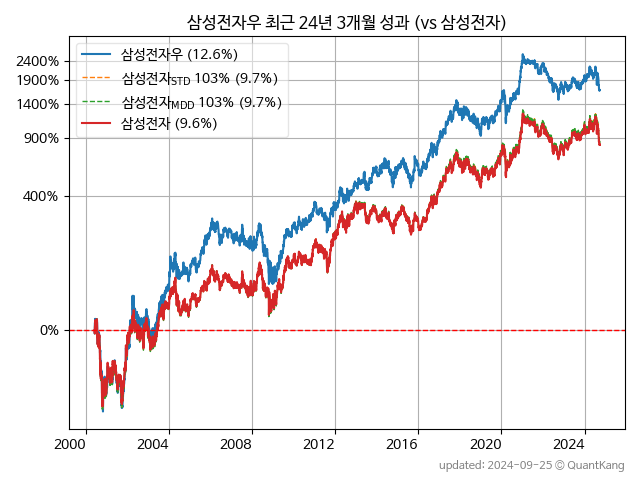 삼성전자우 최근 24년 3개월 성과 (vs 삼성전자)
삼성전자우 (12.6%)
삼성전자STD 103% (9.7%)
삼성전자MDD 103% (9.7%)
삼성전자 (9.6%)
2400%
1900%
1400%
900%
400%
0%
2000 2004 2008 2012 2016 2020 2024
updated: 2024-09-25 © QuantKang